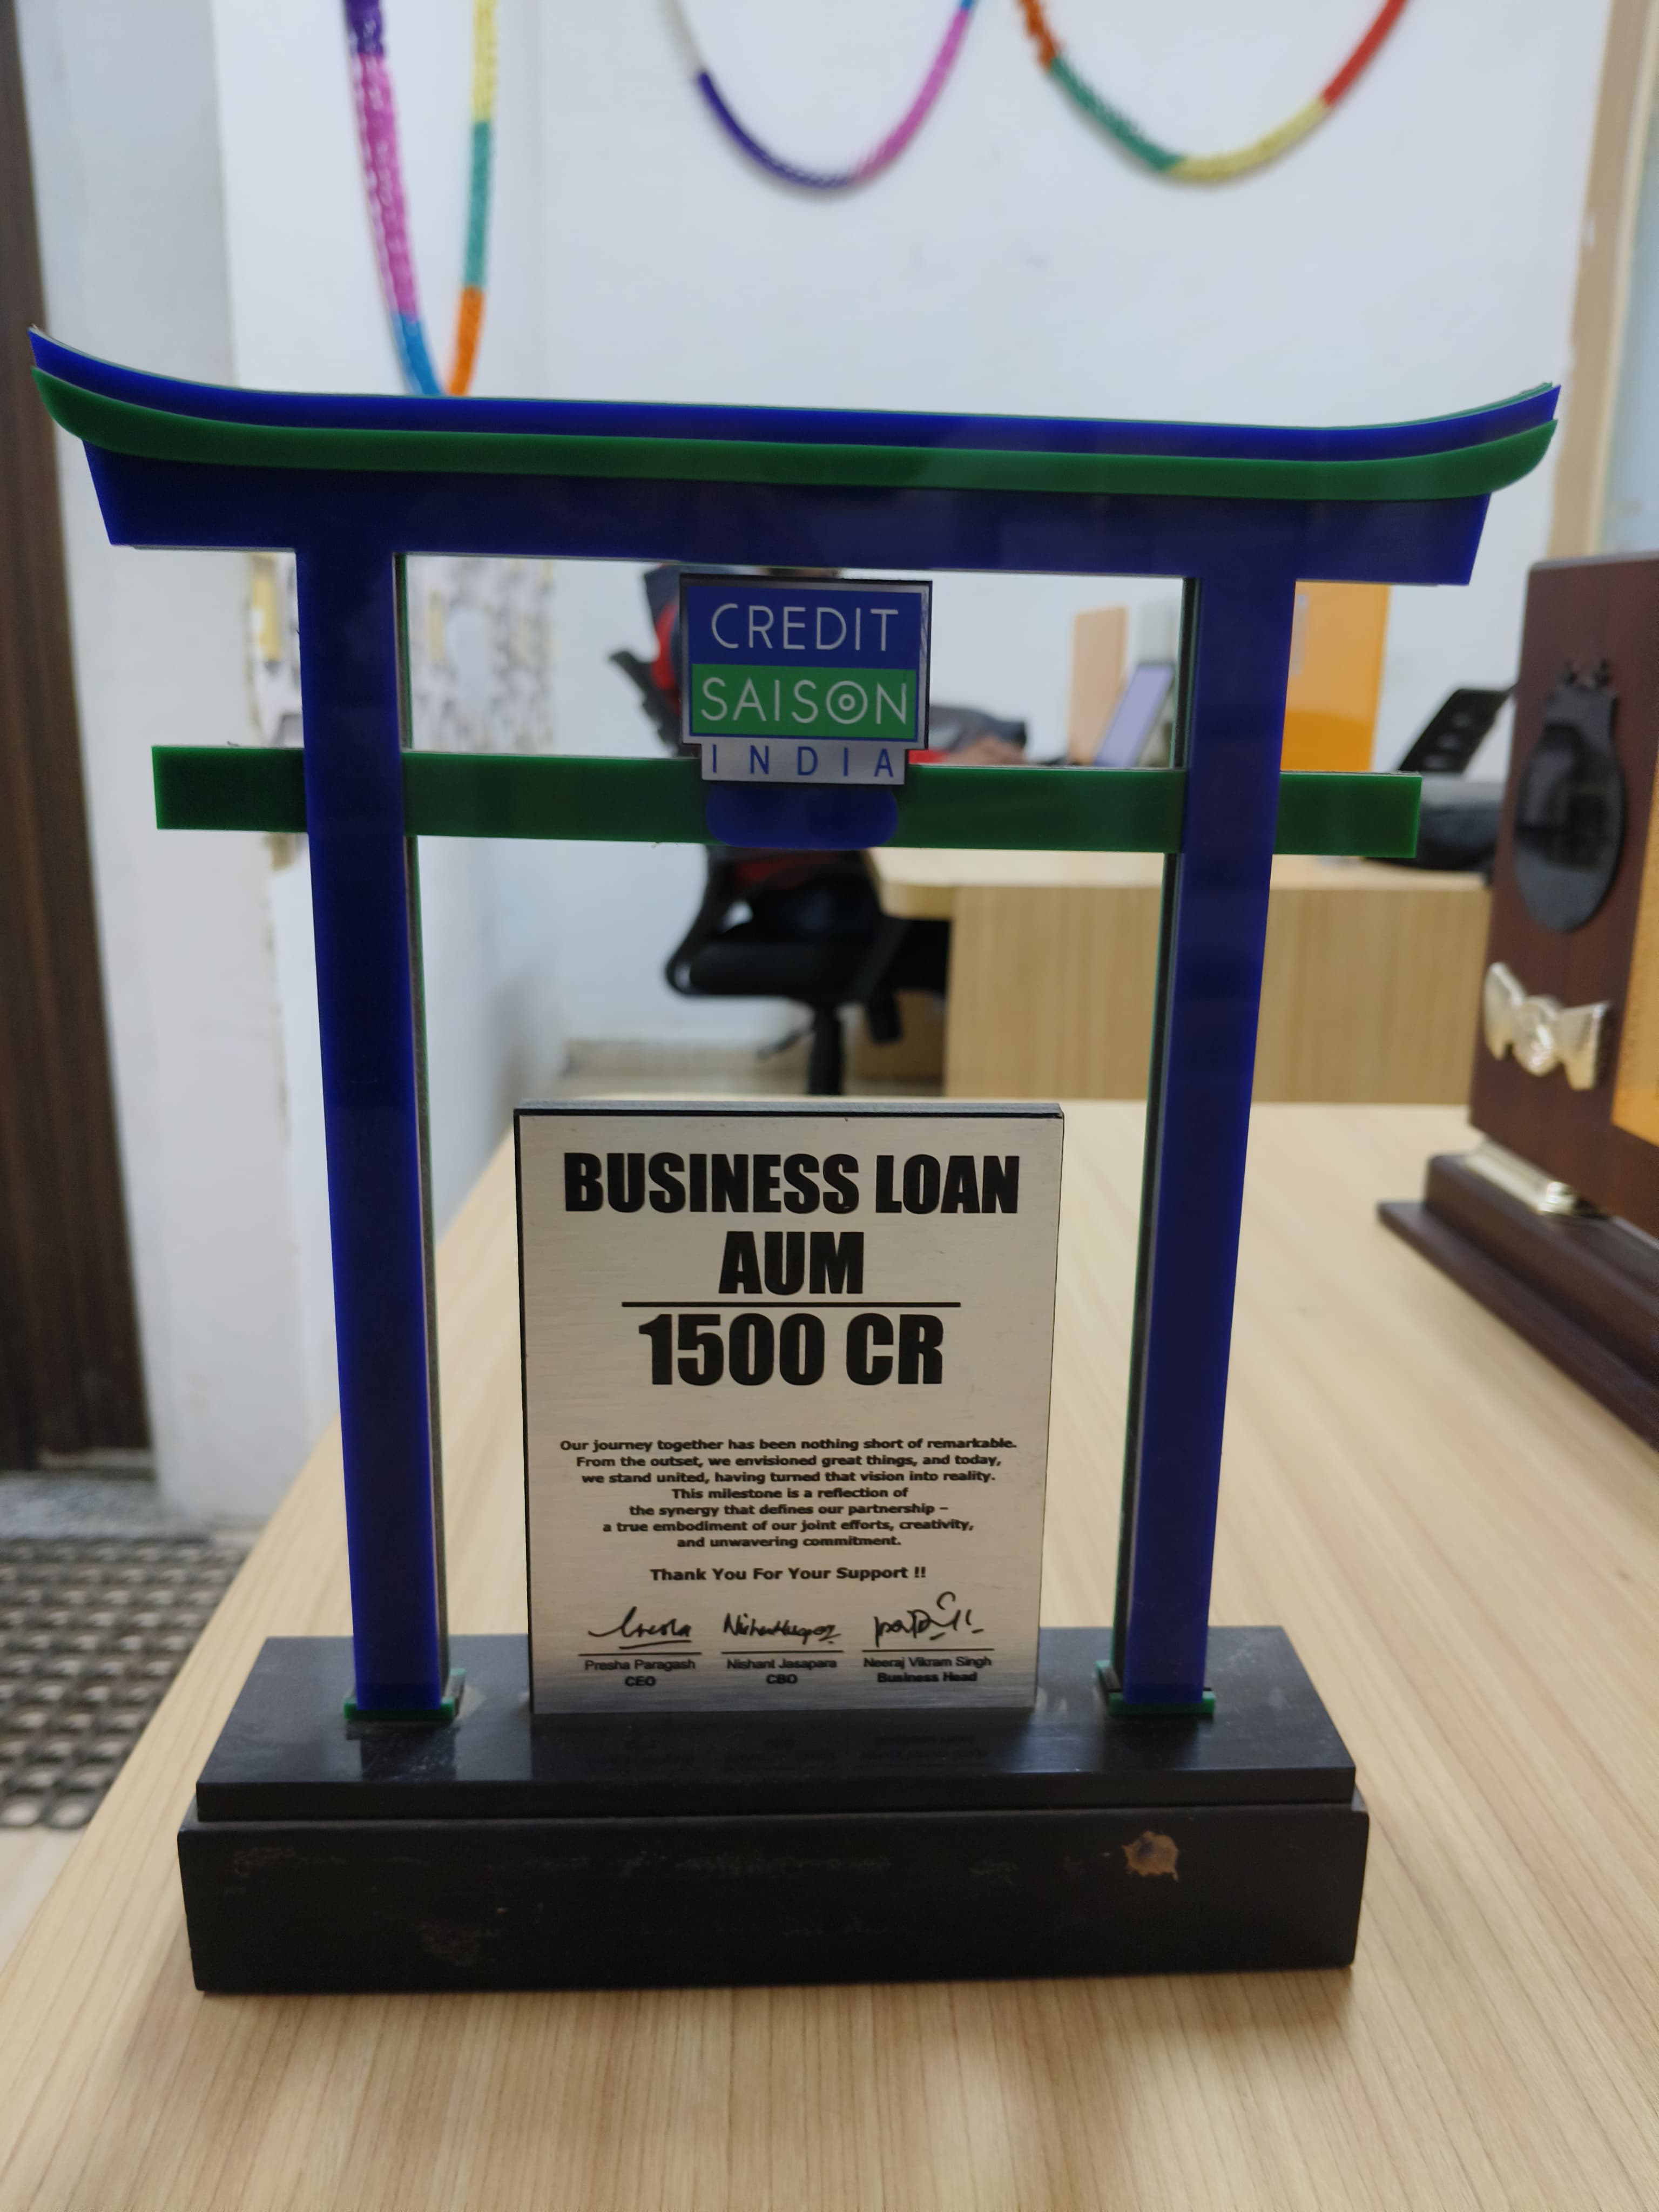 CREDIT
SAISON
INDIA
BUSINESS LOAN
AUM
1500 CR
Our journey together has been nothing short of remarkable.
From the outset, we envisioned great things, and today,
we stand united, having turned that vision into reality.
This milestone is a reflection of
the synergy that defines our partnership –
a true embodiment of our joint efforts, creativity,
and unwavering commitment.
Thank You For Your Support !!
Presha Paragash Nishant Jasapara Neeraj Vikram Singh
CEO CBO Business Head